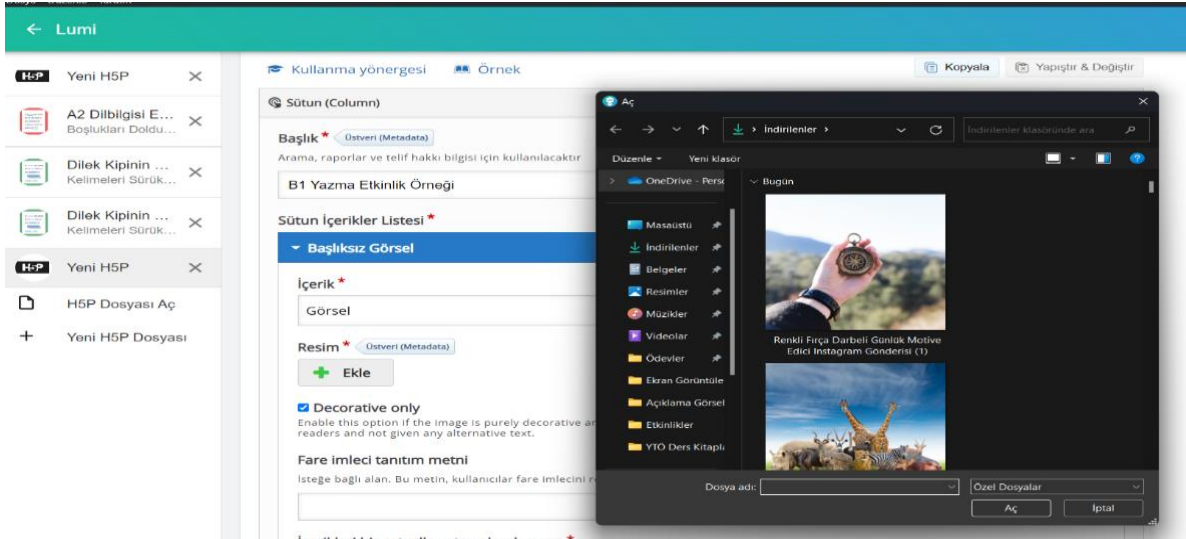 Lumi
H-P Yeni H5P
A2 Dilbilgisi E...
Boşlukları Doldu...
Dilek Kipinin ...
Kelimeleri Sürük...
Dilek Kipinin ...
Kelimeleri Sürük...
H-P Yeni H5P
H5P Dosyası Aç
Yeni H5P Dosyası
Kullanma yönergesi Örnek
Kopyala Yapıştır & Değiştir
Sütun (Column)
Başlık * Üstveri (Metadata)
Arama, raporlar ve telif hakkı bilgisi için kullanılacaktır
B1 Yazma Etkinlik Örneği
Sütun İçerikler Listesi *
Başlıksız Görsel
İçerik *
Görsel
Resim * Üstveri (Metadata)
Ekle
Decorative only
Enable this option if the image is purely decorative
readers and not given any alternative text.
Fare imleci tanıtım metni
İsteğe bağlı alan. Bu metin, kullanıcılar fare imlecini
Aç
İndirilenler
İndirilenler klasöründe ara
Düzenle Yeni klasör
OneDrive - Perso
Masaüstü
İndirilenler
Belgeler
Resimler
Müzikler
Videolar
Ödevler
Ekran Görüntüle
Açıklama Görsel
Etkinlikler
YTÖ Ders Kitapla
Bugün
Renkli Fırça Darbeli Günlük Motive
Edici Instagram Gönderisi (1)
Dosya adı: Özel Dosyalar
Aç İptal